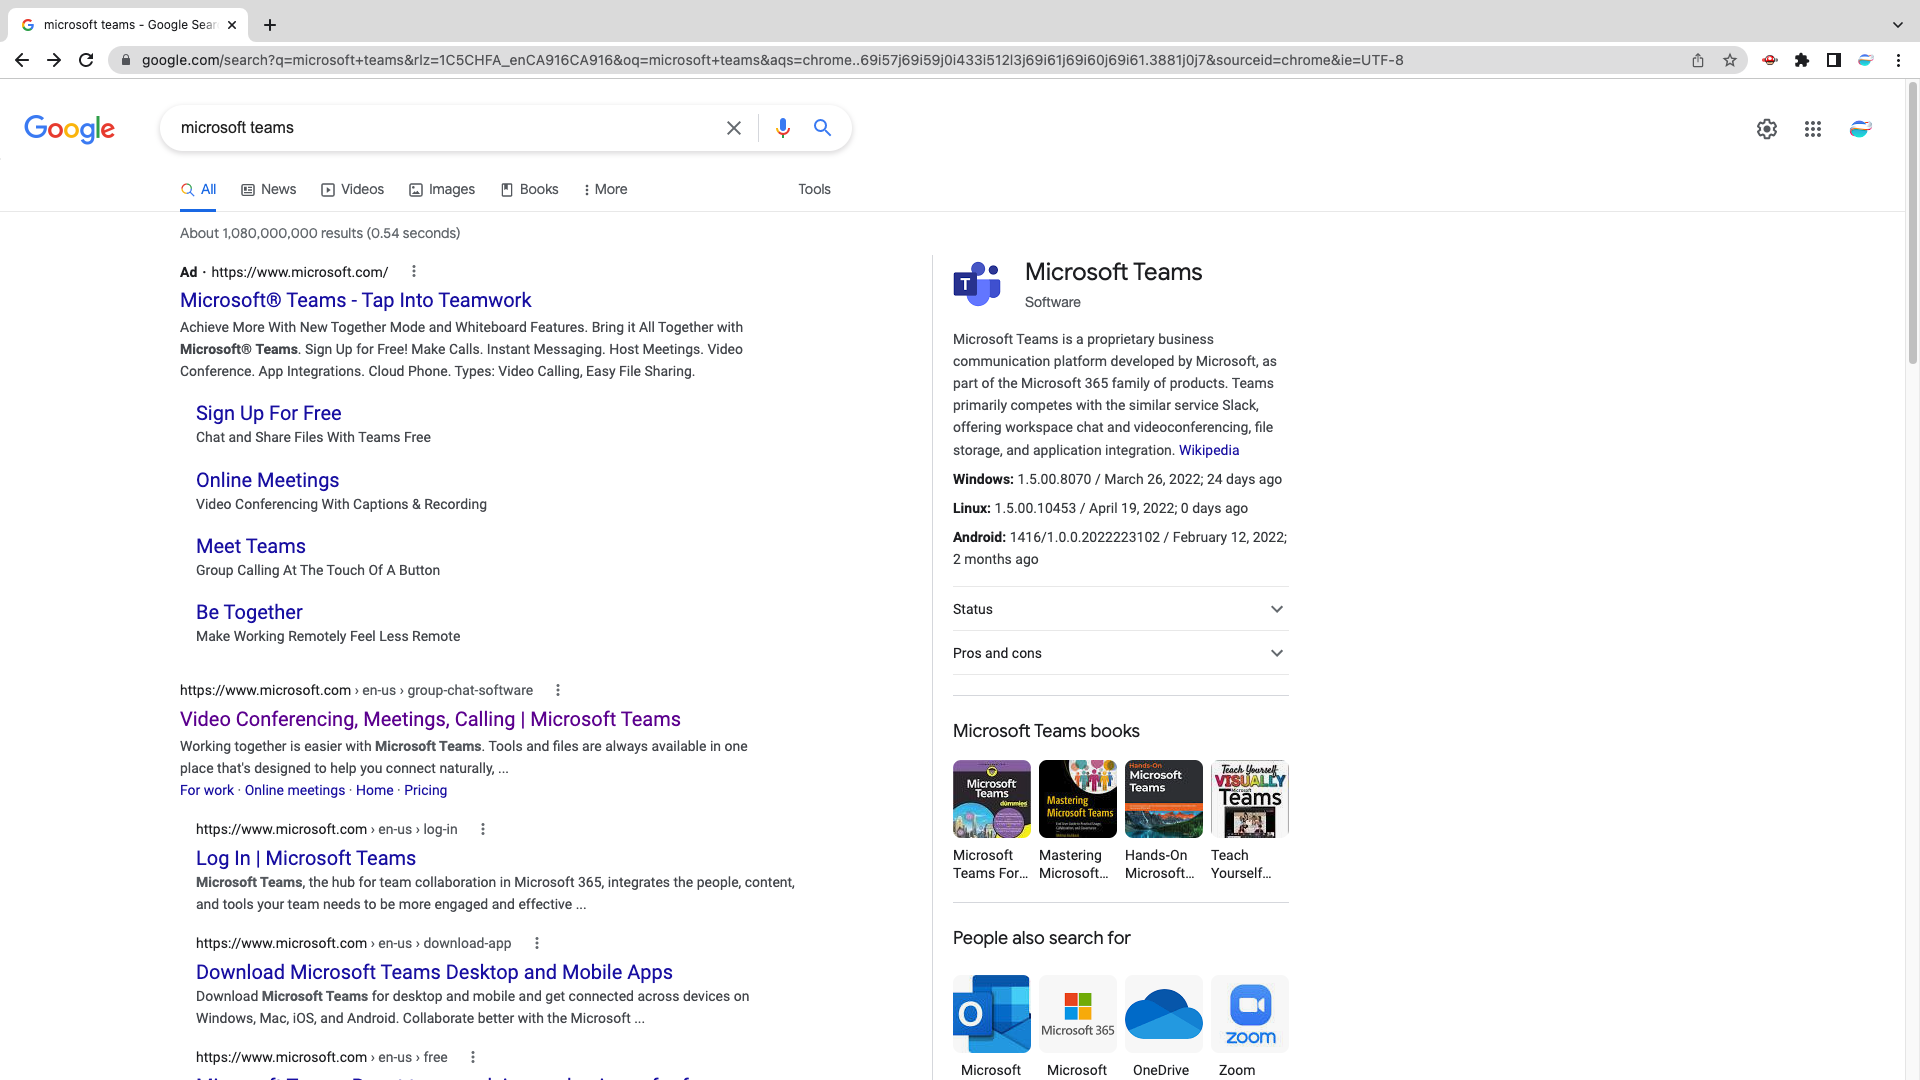 microsoft teams - Google Sear
google.com/search?q=microsoft+teams&rlz=1C5CHFA_enCA916CA916&oq=microsoft+teams&aqs=chrome..69i57j69i59j0i433i512l3j69i61j69i60j69i61.3881j0j7&sourceid=chrome&ie=UTF-8
Google
microsoft teams
All
News
Videos
Images
Books
More
Tools
About 1,080,000,000 results (0.54 seconds)
Ad · https://www.microsoft.com/
Microsoft® Teams - Tap Into Teamwork
Achieve More With New Together Mode and Whiteboard Features. Bring it All Together with
Microsoft® Teams. Sign Up for Free! Make Calls. Instant Messaging. Host Meetings. Video
Conference. App Integrations. Cloud Phone. Types: Video Calling, Easy File Sharing.
Sign Up For Free
Chat and Share Files With Teams Free
Online Meetings
Video Conferencing With Captions & Recording
Meet Teams
Group Calling At The Touch Of A Button
Be Together
Make Working Remotely Feel Less Remote
https://www.microsoft.com › en-us › group-chat-software
Video Conferencing, Meetings, Calling | Microsoft Teams
Working together is easier with Microsoft Teams. Tools and files are always available in one
place that's designed to help you connect naturally, ...
For work · Online meetings · Home · Pricing
https://www.microsoft.com › en-us › log-in
Log In | Microsoft Teams
Microsoft Teams, the hub for team collaboration in Microsoft 365, integrates the people, content,
and tools your team needs to be more engaged and effective ...
https://www.microsoft.com › en-us › download-app
Download Microsoft Teams Desktop and Mobile Apps
Download Microsoft Teams for desktop and mobile and get connected across devices on
Windows, Mac, iOS, and Android. Collaborate better with the Microsoft ...
https://www.microsoft.com › en-us › free
T
Microsoft Teams
Software
Microsoft Teams is a proprietary business
communication platform developed by Microsoft, as
part of the Microsoft 365 family of products. Teams
primarily competes with the similar service Slack,
offering workspace chat and videoconferencing, file
storage, and application integration. Wikipedia
Windows: 1.5.00.8070 / March 26, 2022; 24 days ago
Linux: 1.5.00.10453 / April 19, 2022; 0 days ago
Android: 1416/1.0.0.2022223102 / February 12, 2022;
2 months ago
Status
Pros and cons
Microsoft Teams books
Microsoft
Teams
dummies
Mastering
Microsoft Teams
Hands-On
Microsoft
Teams
Teach Yourself
VISUALLY
Microsoft
Teams
Microsoft
Teams For...
Mastering
Microsoft...
Hands-On
Microsoft...
Teach
Yourself...
People also search for
O
Microsoft 365
zoom
Microsoft
Microsoft
OneDrive
Zoom